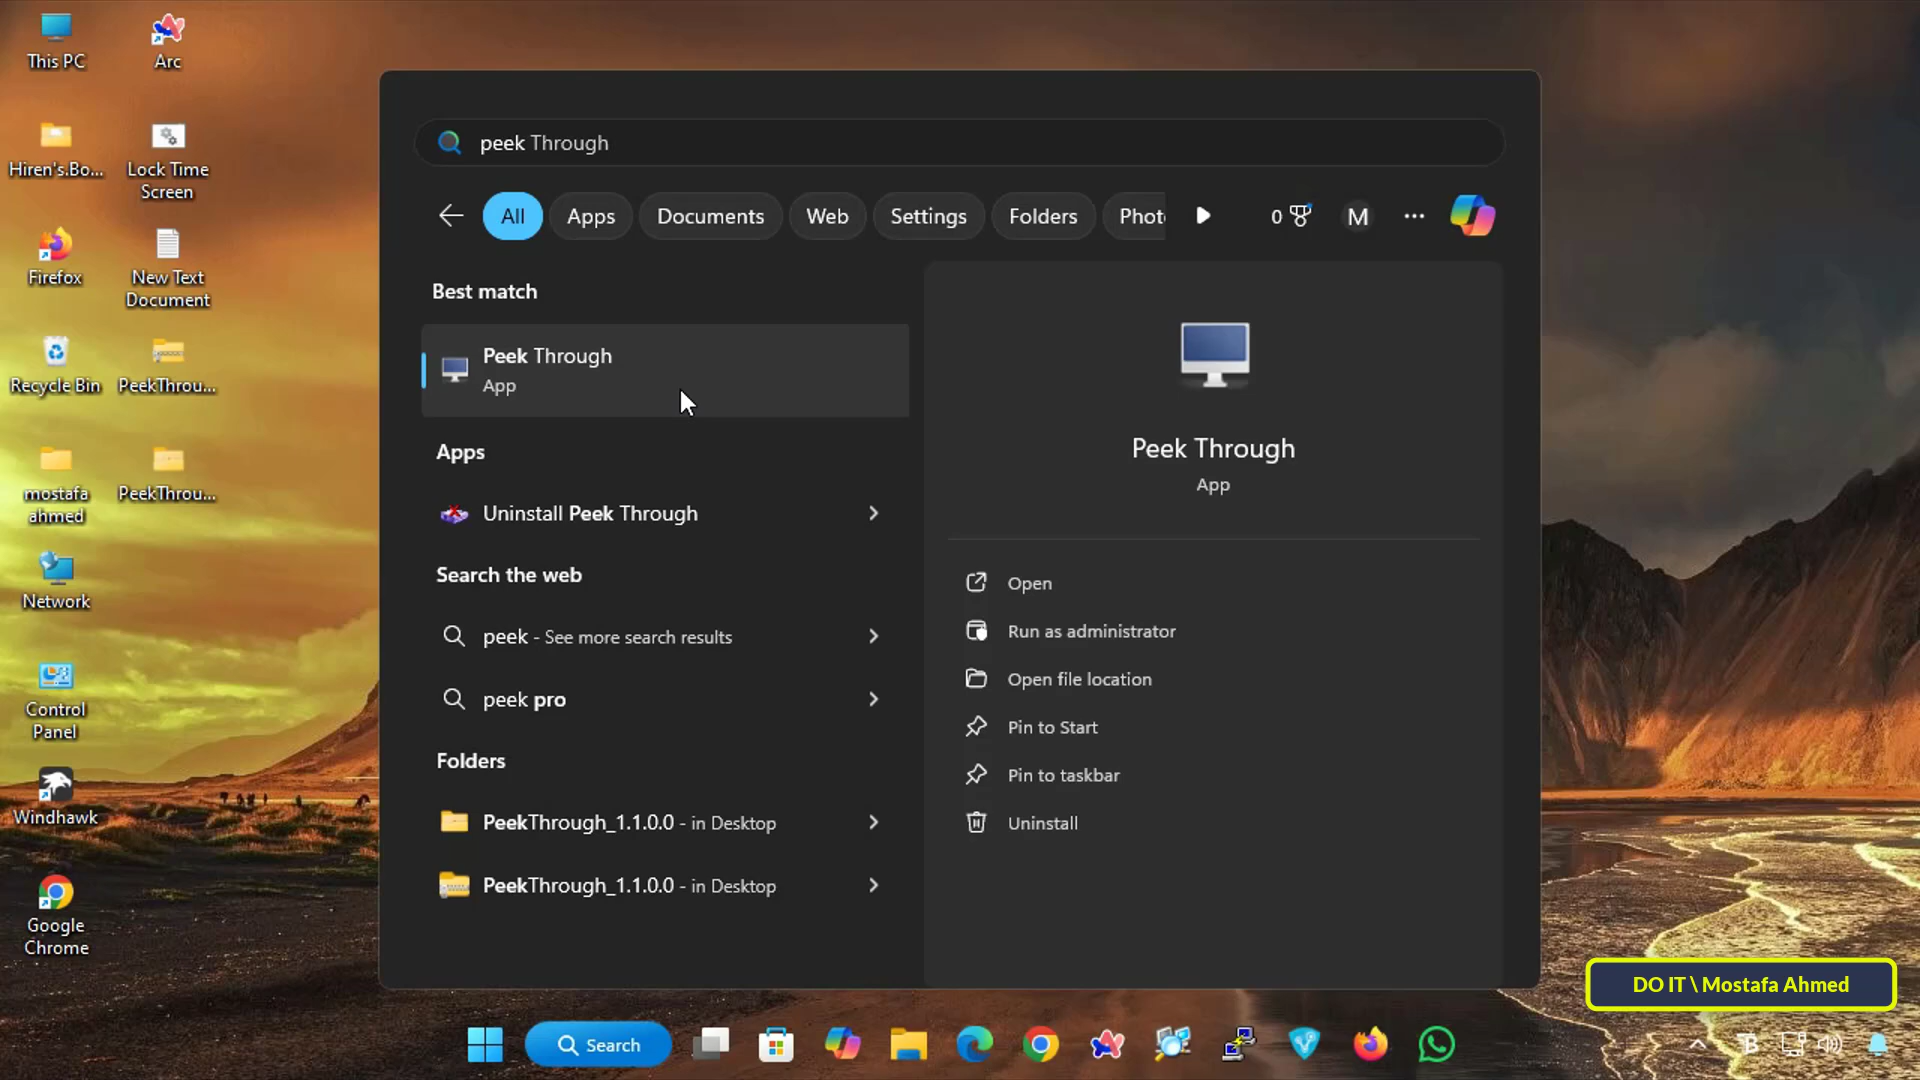 This PC
Arc
Hiren's.Bo...
Lock Time
Screen
Firefox
New Text
Document
Recycle Bin
PeekThrou...
mostafa
ahmed
PeekThrou...
Network
Control
Panel
Windhawk
Google
Chrome
peek Through
All
Apps
Documents
Web
Settings
Folders
Phot
0
M
Best match
Peek Through
App
Apps
Uninstall Peek Through
Search the web
peek - See more search results
peek pro
Folders
PeekThrough_1.1.0.0 - in Desktop
PeekThrough_1.1.0.0 - in Desktop
Peek Through
App
Open
Run as administrator
Open file location
Pin to Start
Pin to taskbar
Uninstall
DO IT \ Mostafa Ahmed
Search